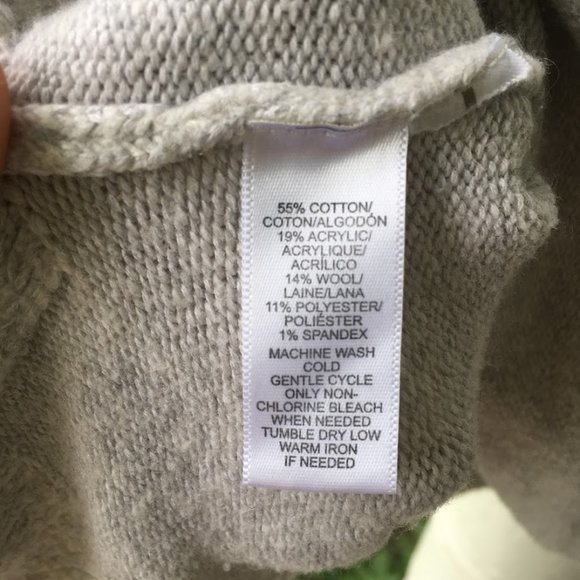 55% COTTON/
COTON/ALGODÓN
19% ACRYLIC/
ACRYLIQUE/
ACRÍLICO
14% WOOL/
LAINE/LANA
11% POLYESTER/
POLIÉSTER
1% SPANDEX
MACHINE WASH
COLD
GENTLE CYCLE
ONLY NON-
CHLORINE BLEACH
WHEN NEEDED
TUMBLE DRY LOW
WARM IRON
IF NEEDED